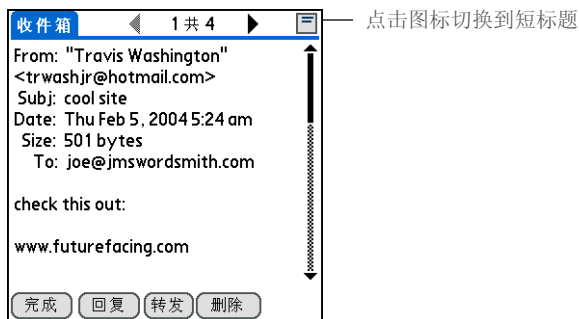 收件箱 1 共 4
点击图标切换到短标题
From: "Travis Washington"
<trwashjr@hotmail.com>
Subj: cool site
Date: Thu Feb 5, 2004 5:24 am
Size: 501 bytes
To: joe@jmswordsmith.com
check this out:
www.futurefacing.com
完成 回复 转发 删除